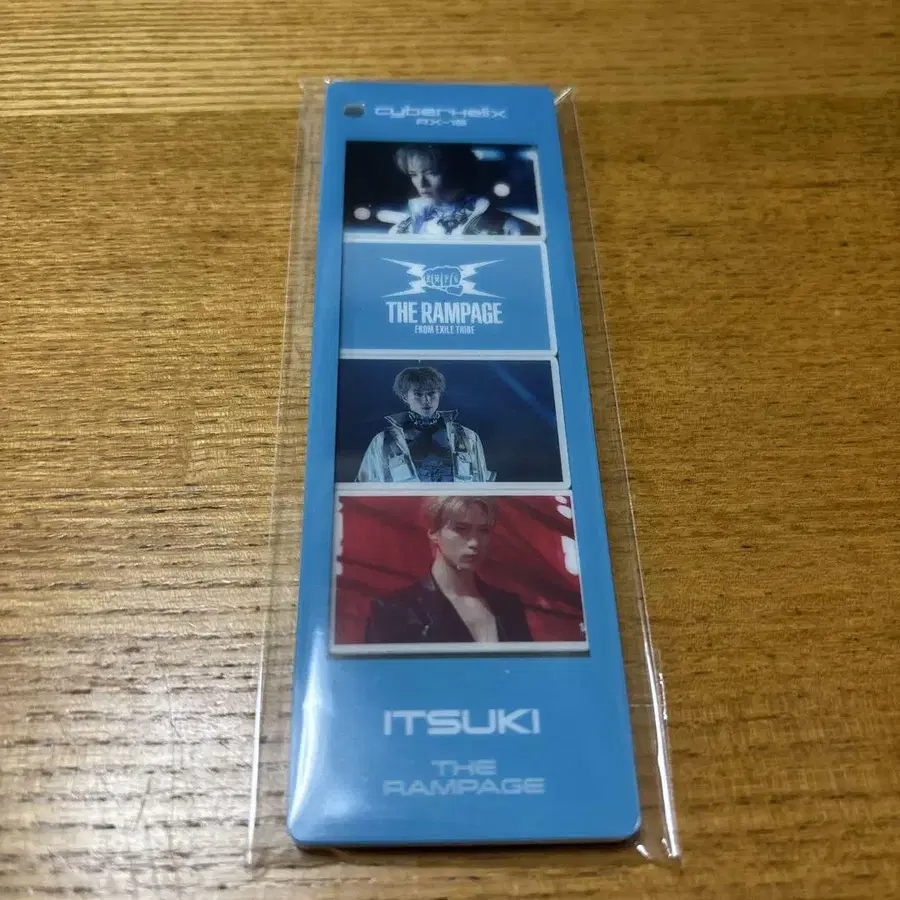 cyberhelix
RX-16
THE RAMPAGE
FROM EXILE TRIBE
ITSUKI
THE
RAMPAGE